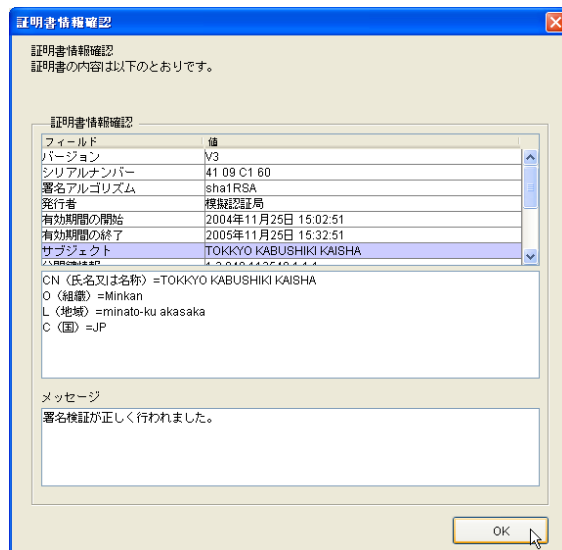 証明書情報確認
証明書情報確認
証明書の内容は以下のとおりです。
証明書情報確認
フィールド 値
バージョン V3
シリアルナンバー 41 09 C1 60
署名アルゴリズム sha1RSA
発行者 模擬認証局
有効期間の開始 2004年11月25日 15:02:51
有効期間の終了 2005年11月25日 15:32:51
サブジェクト TOKKYO KABUSHIKI KAISHA
CN（氏名又は名称）=TOKKYO KABUSHIKI KAISHA
O（組織）=Minkan
L（地域）=minato-ku akasaka
C（国）=JP
メッセージ
署名検証が正しく行われました。
OK